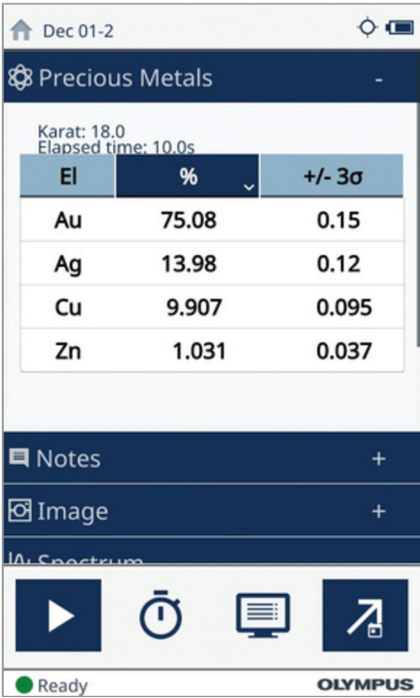 Dec 01-2
Precious Metals -
Karat: 18.0
Elapsed time: 10.0s
El % +/- 3σ
Au 75.08 0.15
Ag 13.98 0.12
Cu 9.907 0.095
Zn 1.031 0.037
Notes +
Image +
Spectrum
Ready OLYMPUS